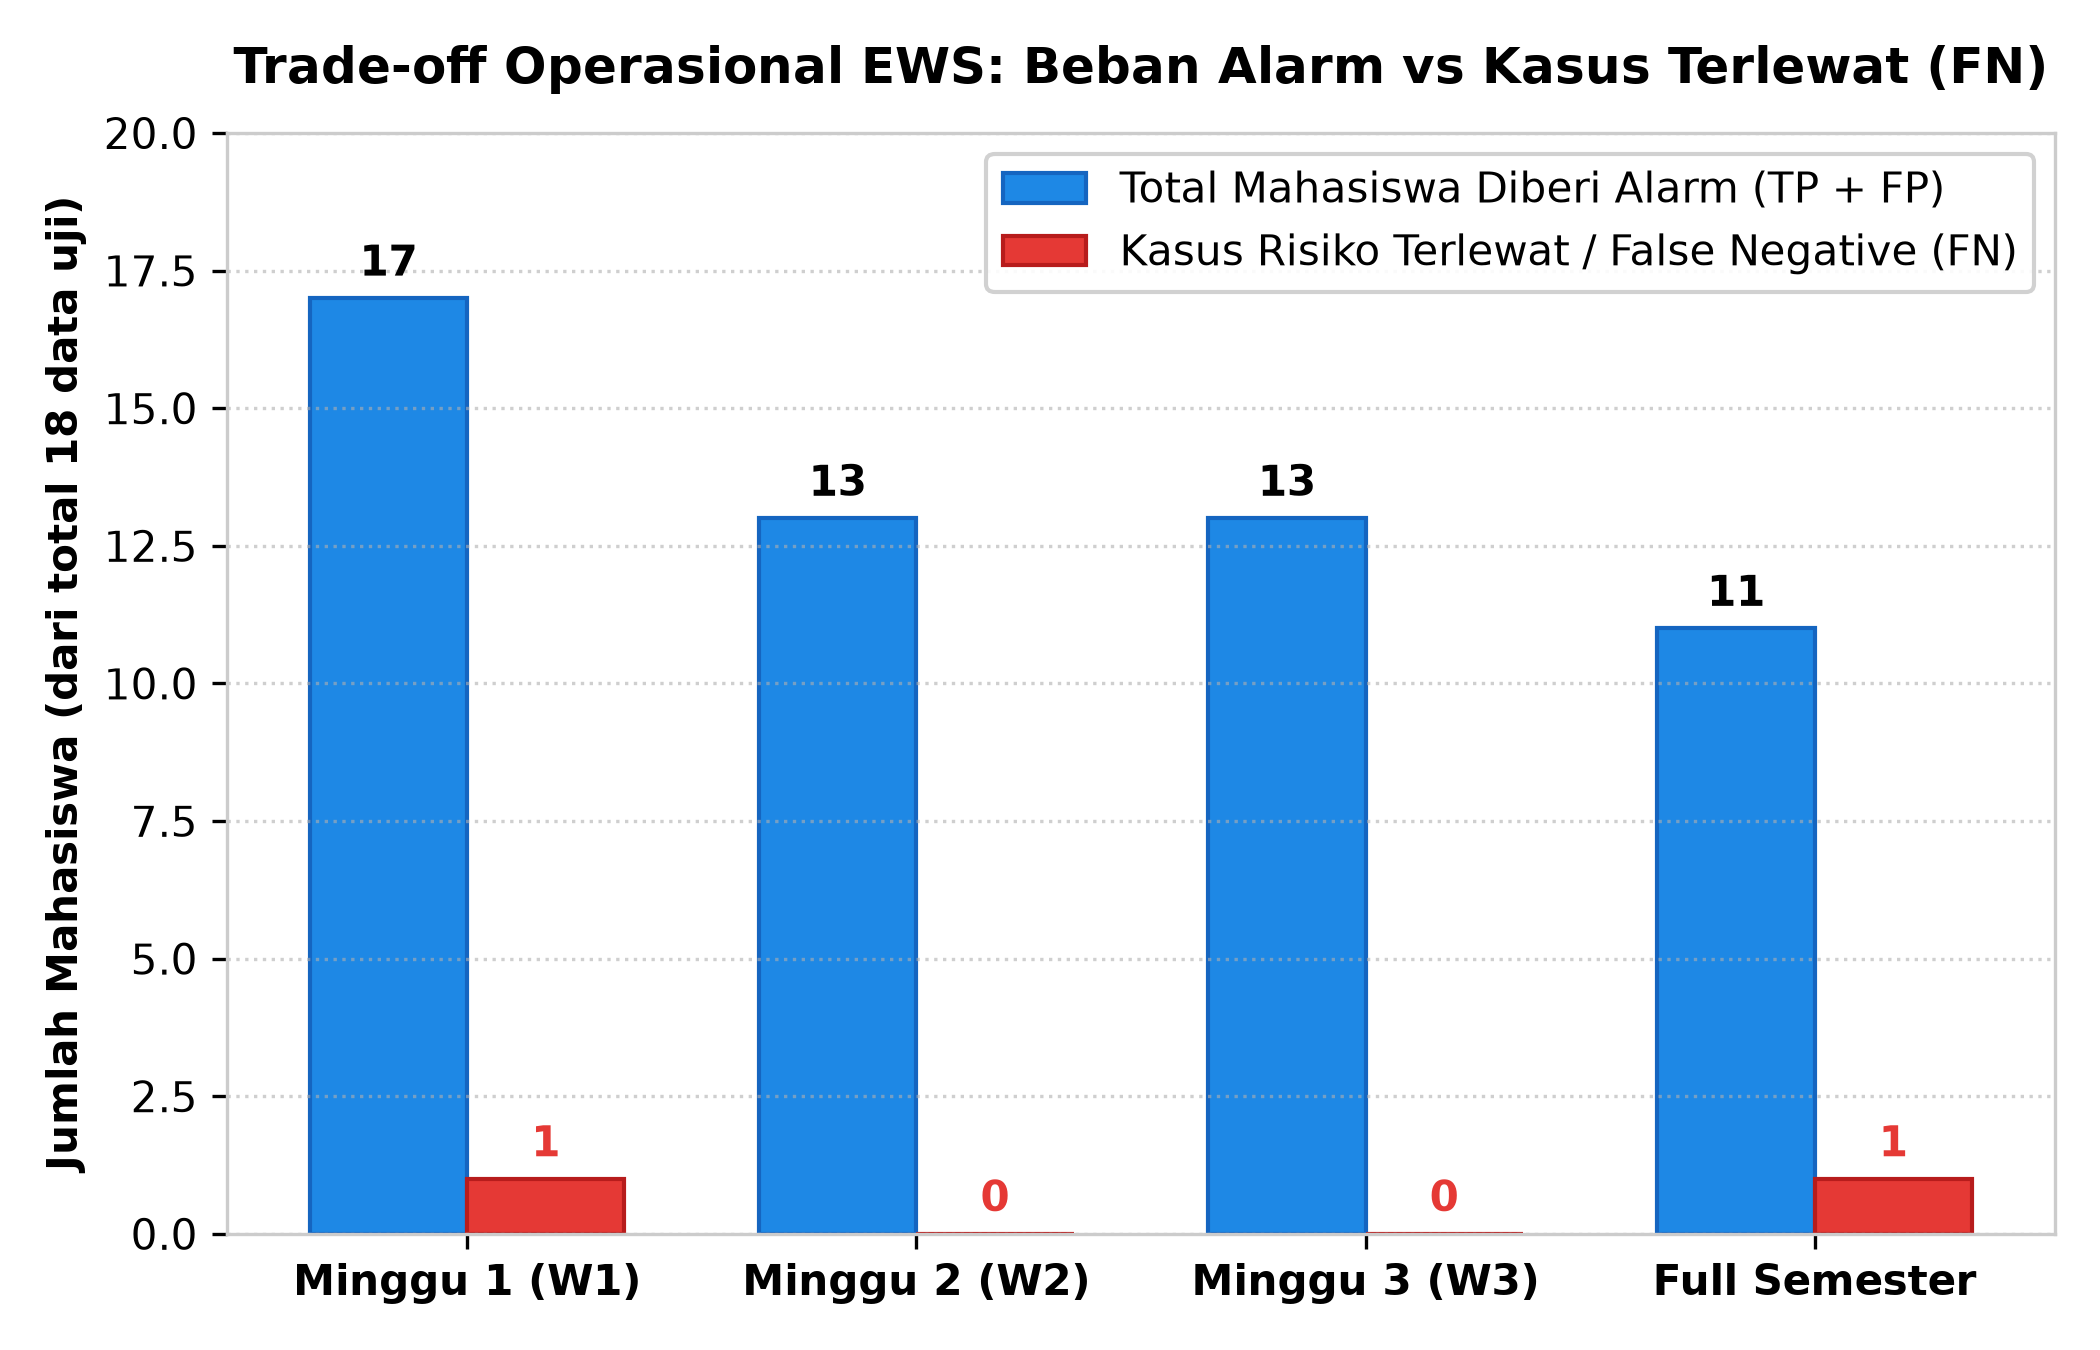 Trade-off Operasional EWS: Beban Alarm vs Kasus Terlewat (FN)
Jumlah Mahasiswa (dari total 18 data uji)
20.0
17.5
15.0
12.5
10.0
7.5
5.0
2.5
0.0
Total Mahasiswa Diberi Alarm (TP + FP)
Kasus Risiko Terlewat / False Negative (FN)
17
13
13
11
1
0
0
1
Minggu 1 (W1)
Minggu 2 (W2)
Minggu 3 (W3)
Full Semester